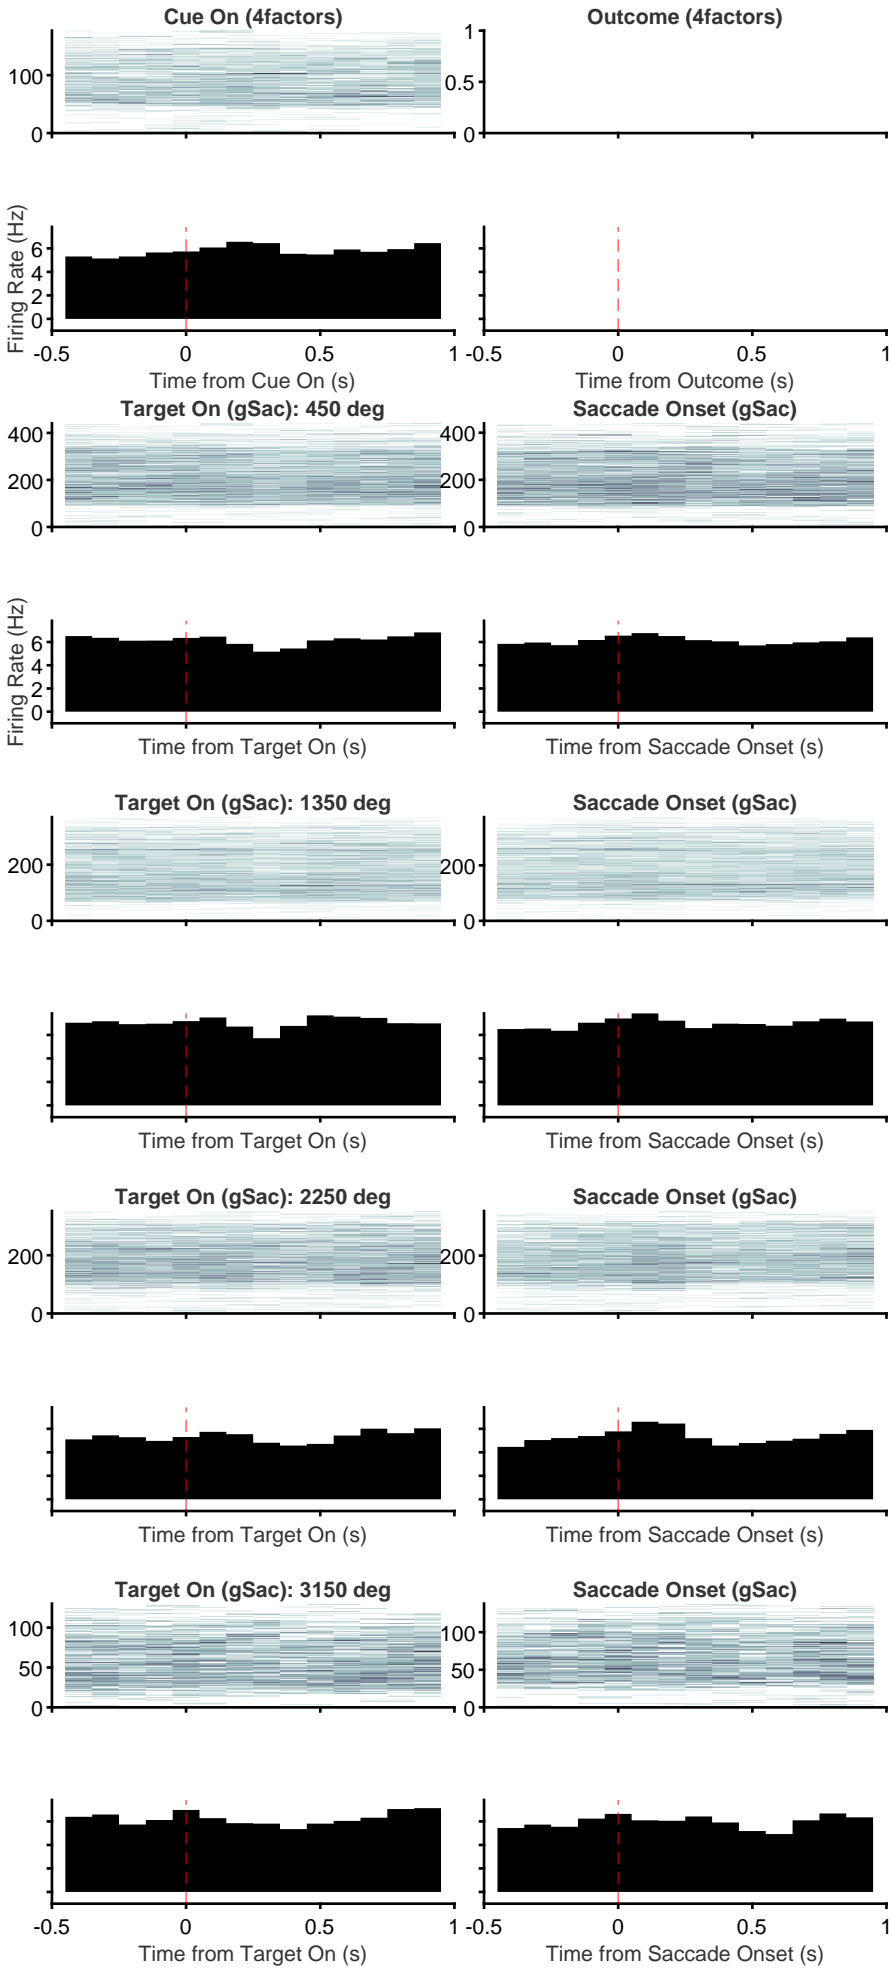 Cue On (4factors)
Outcome (4factors)
100
0
1
0.5
0
Firing Rate (Hz)
6
4
2
0
-0.5 0 0.5 1
-0.5 0 0.5 1
Time from Cue On (s)
Time from Outcome (s)
Target On (gSac): 450 deg
Saccade Onset (gSac)
400
200
0
400
200
0
Firing Rate (Hz)
6
4
2
0
Time from Target On (s)
Time from Saccade Onset (s)
Target On (gSac): 1350 deg
Saccade Onset (gSac)
200
0
200
0
Time from Target On (s)
Time from Saccade Onset (s)
Target On (gSac): 2250 deg
Saccade Onset (gSac)
200
0
200
0
Time from Target On (s)
Time from Saccade Onset (s)
Target On (gSac): 3150 deg
Saccade Onset (gSac)
100
50
0
100
50
0
-0.5 0 0.5 1
-0.5 0 0.5 1
Time from Target On (s)
Time from Saccade Onset (s)